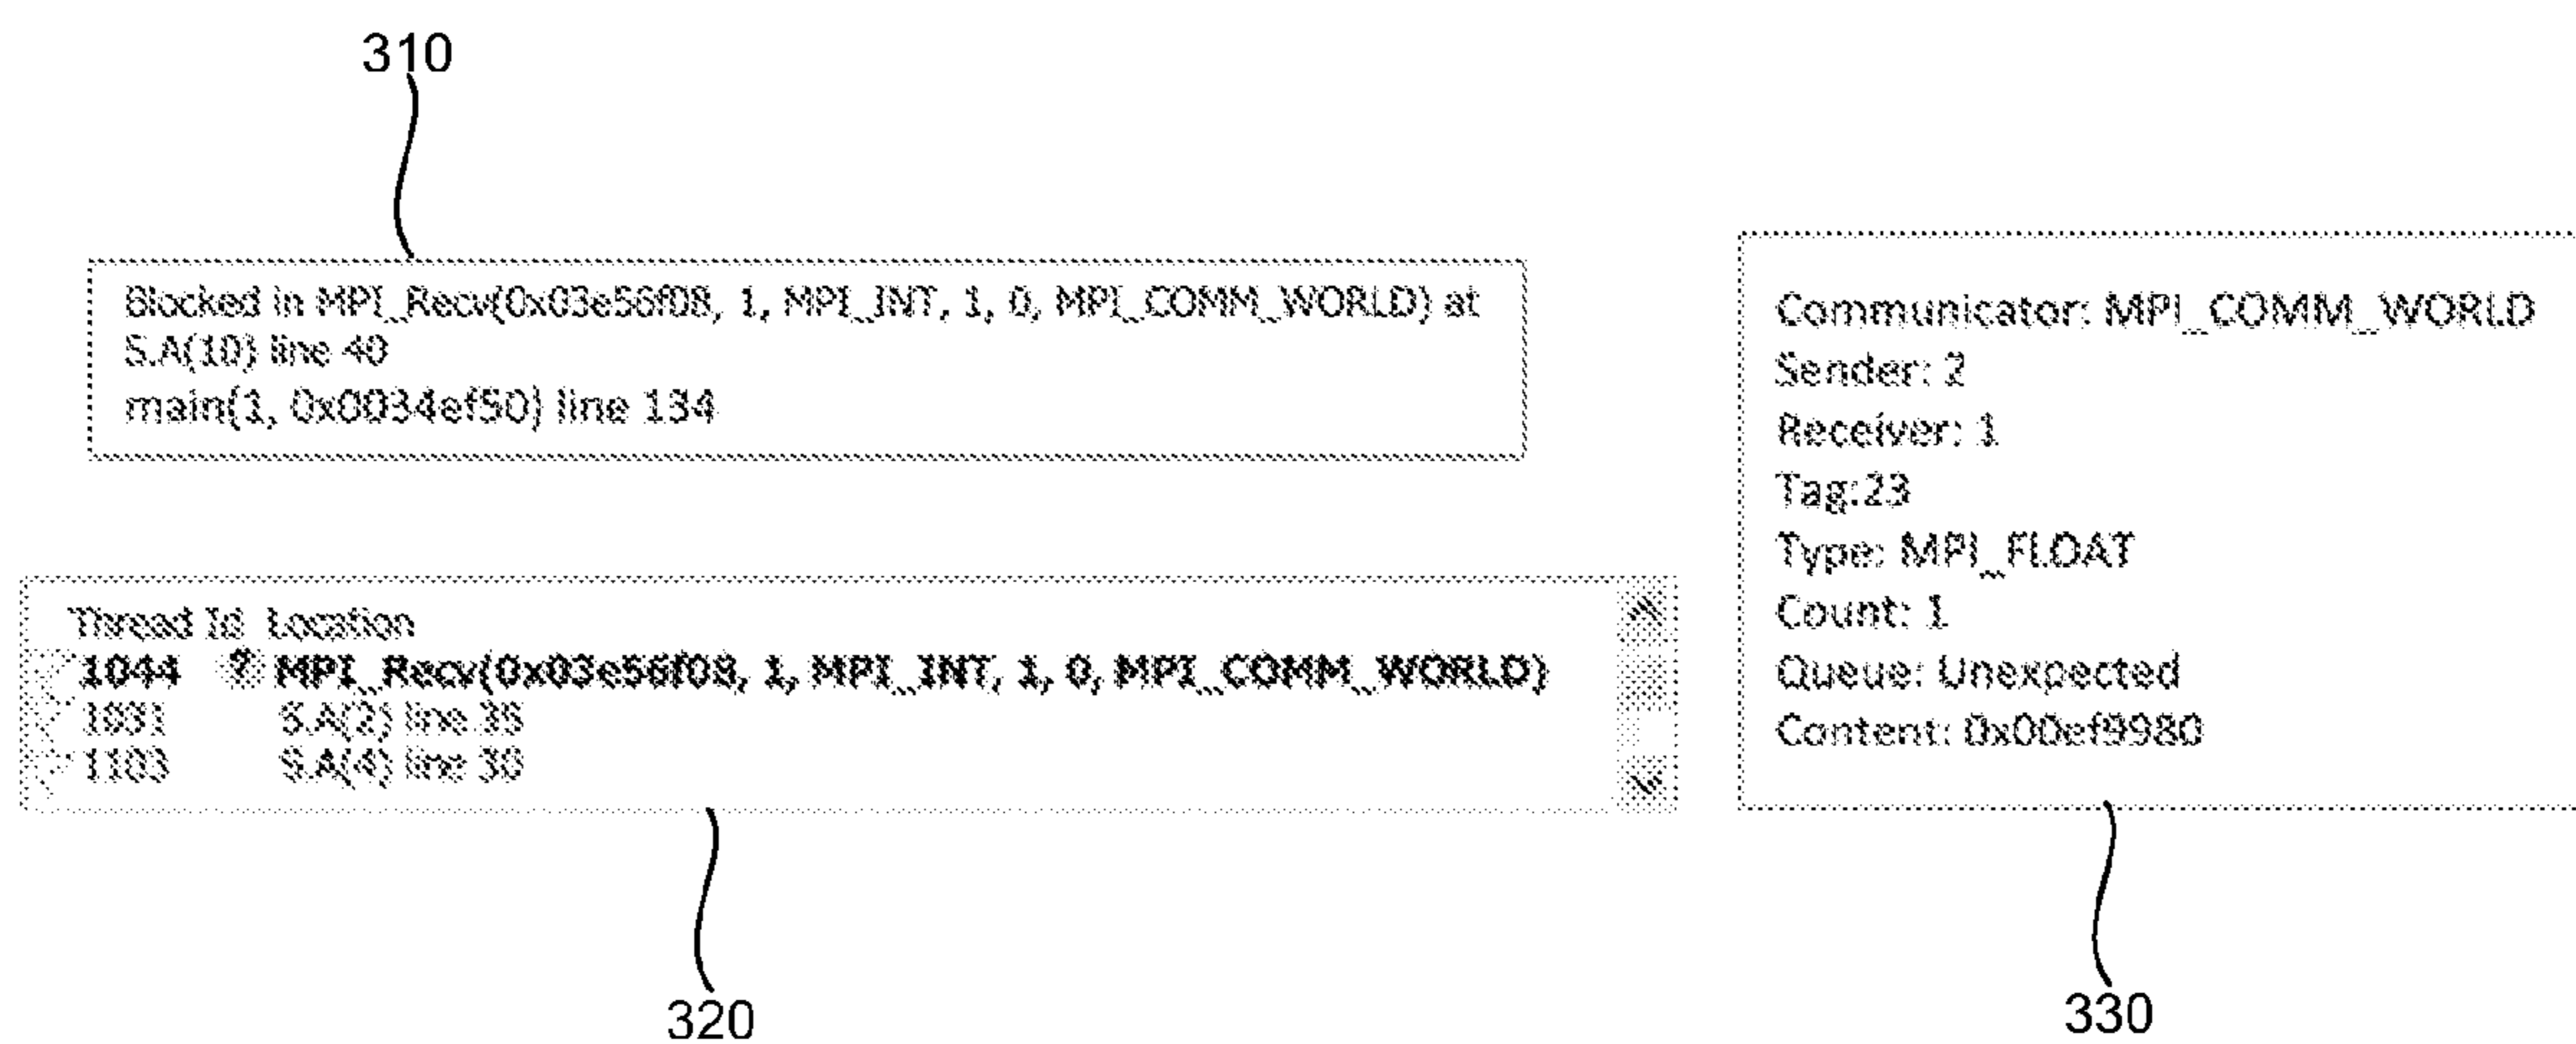 310
Blocked in MPI_Recv(0x03e56f08, 1, MPI_INT, 1, 0, MPI_COMM_WORLD) at
S.A(10) line 40
main(1, 0x0034ef50) line 134
Thread Id Location
1044 ? MPI_Recv(0x03e56f08, 1, MPI_INT, 1, 0, MPI_COMM_WORLD)
S.A(2) line
S.A(4) line 30
320
Communicator: MPI_COMM_WORLD
Sender: 2
Receiver: 1
Tag:23
Type: MPI_FLOAT
Count: 1
Queue: Unexpected
Content: 0x00ef9980
330